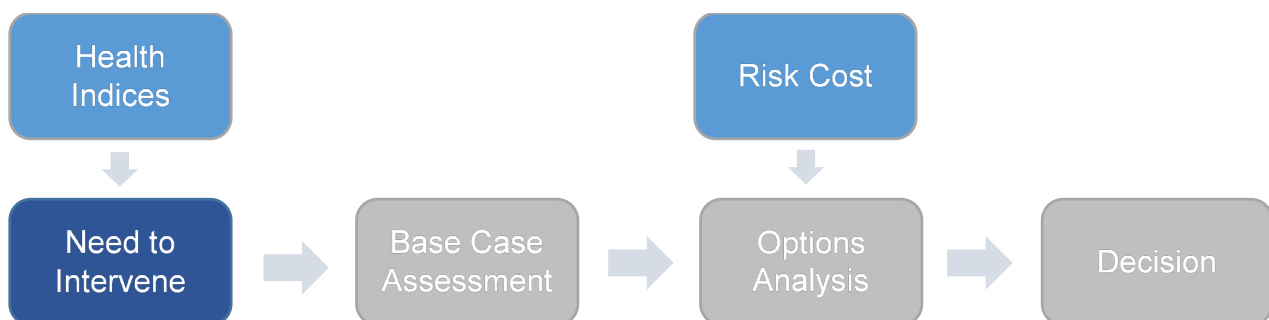 Health
Indices
Risk Cost
Need to
Intervene
Base Case
Assessment
Options
Analysis
Decision